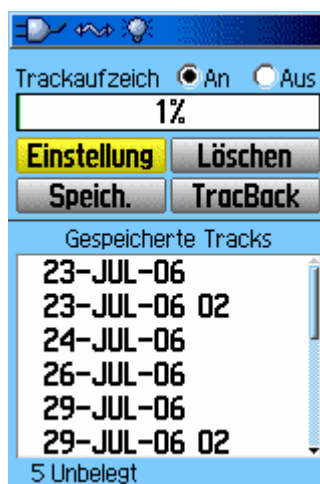 Trackaufzeich An Aus
1%
Einstellung Löschen
Speich. TracBack
Gespeicherte Tracks
23-JUL-06
23-JUL-06 02
24-JUL-06
26-JUL-06
29-JUL-06
29-JUL-06 02
5 Unbelegt